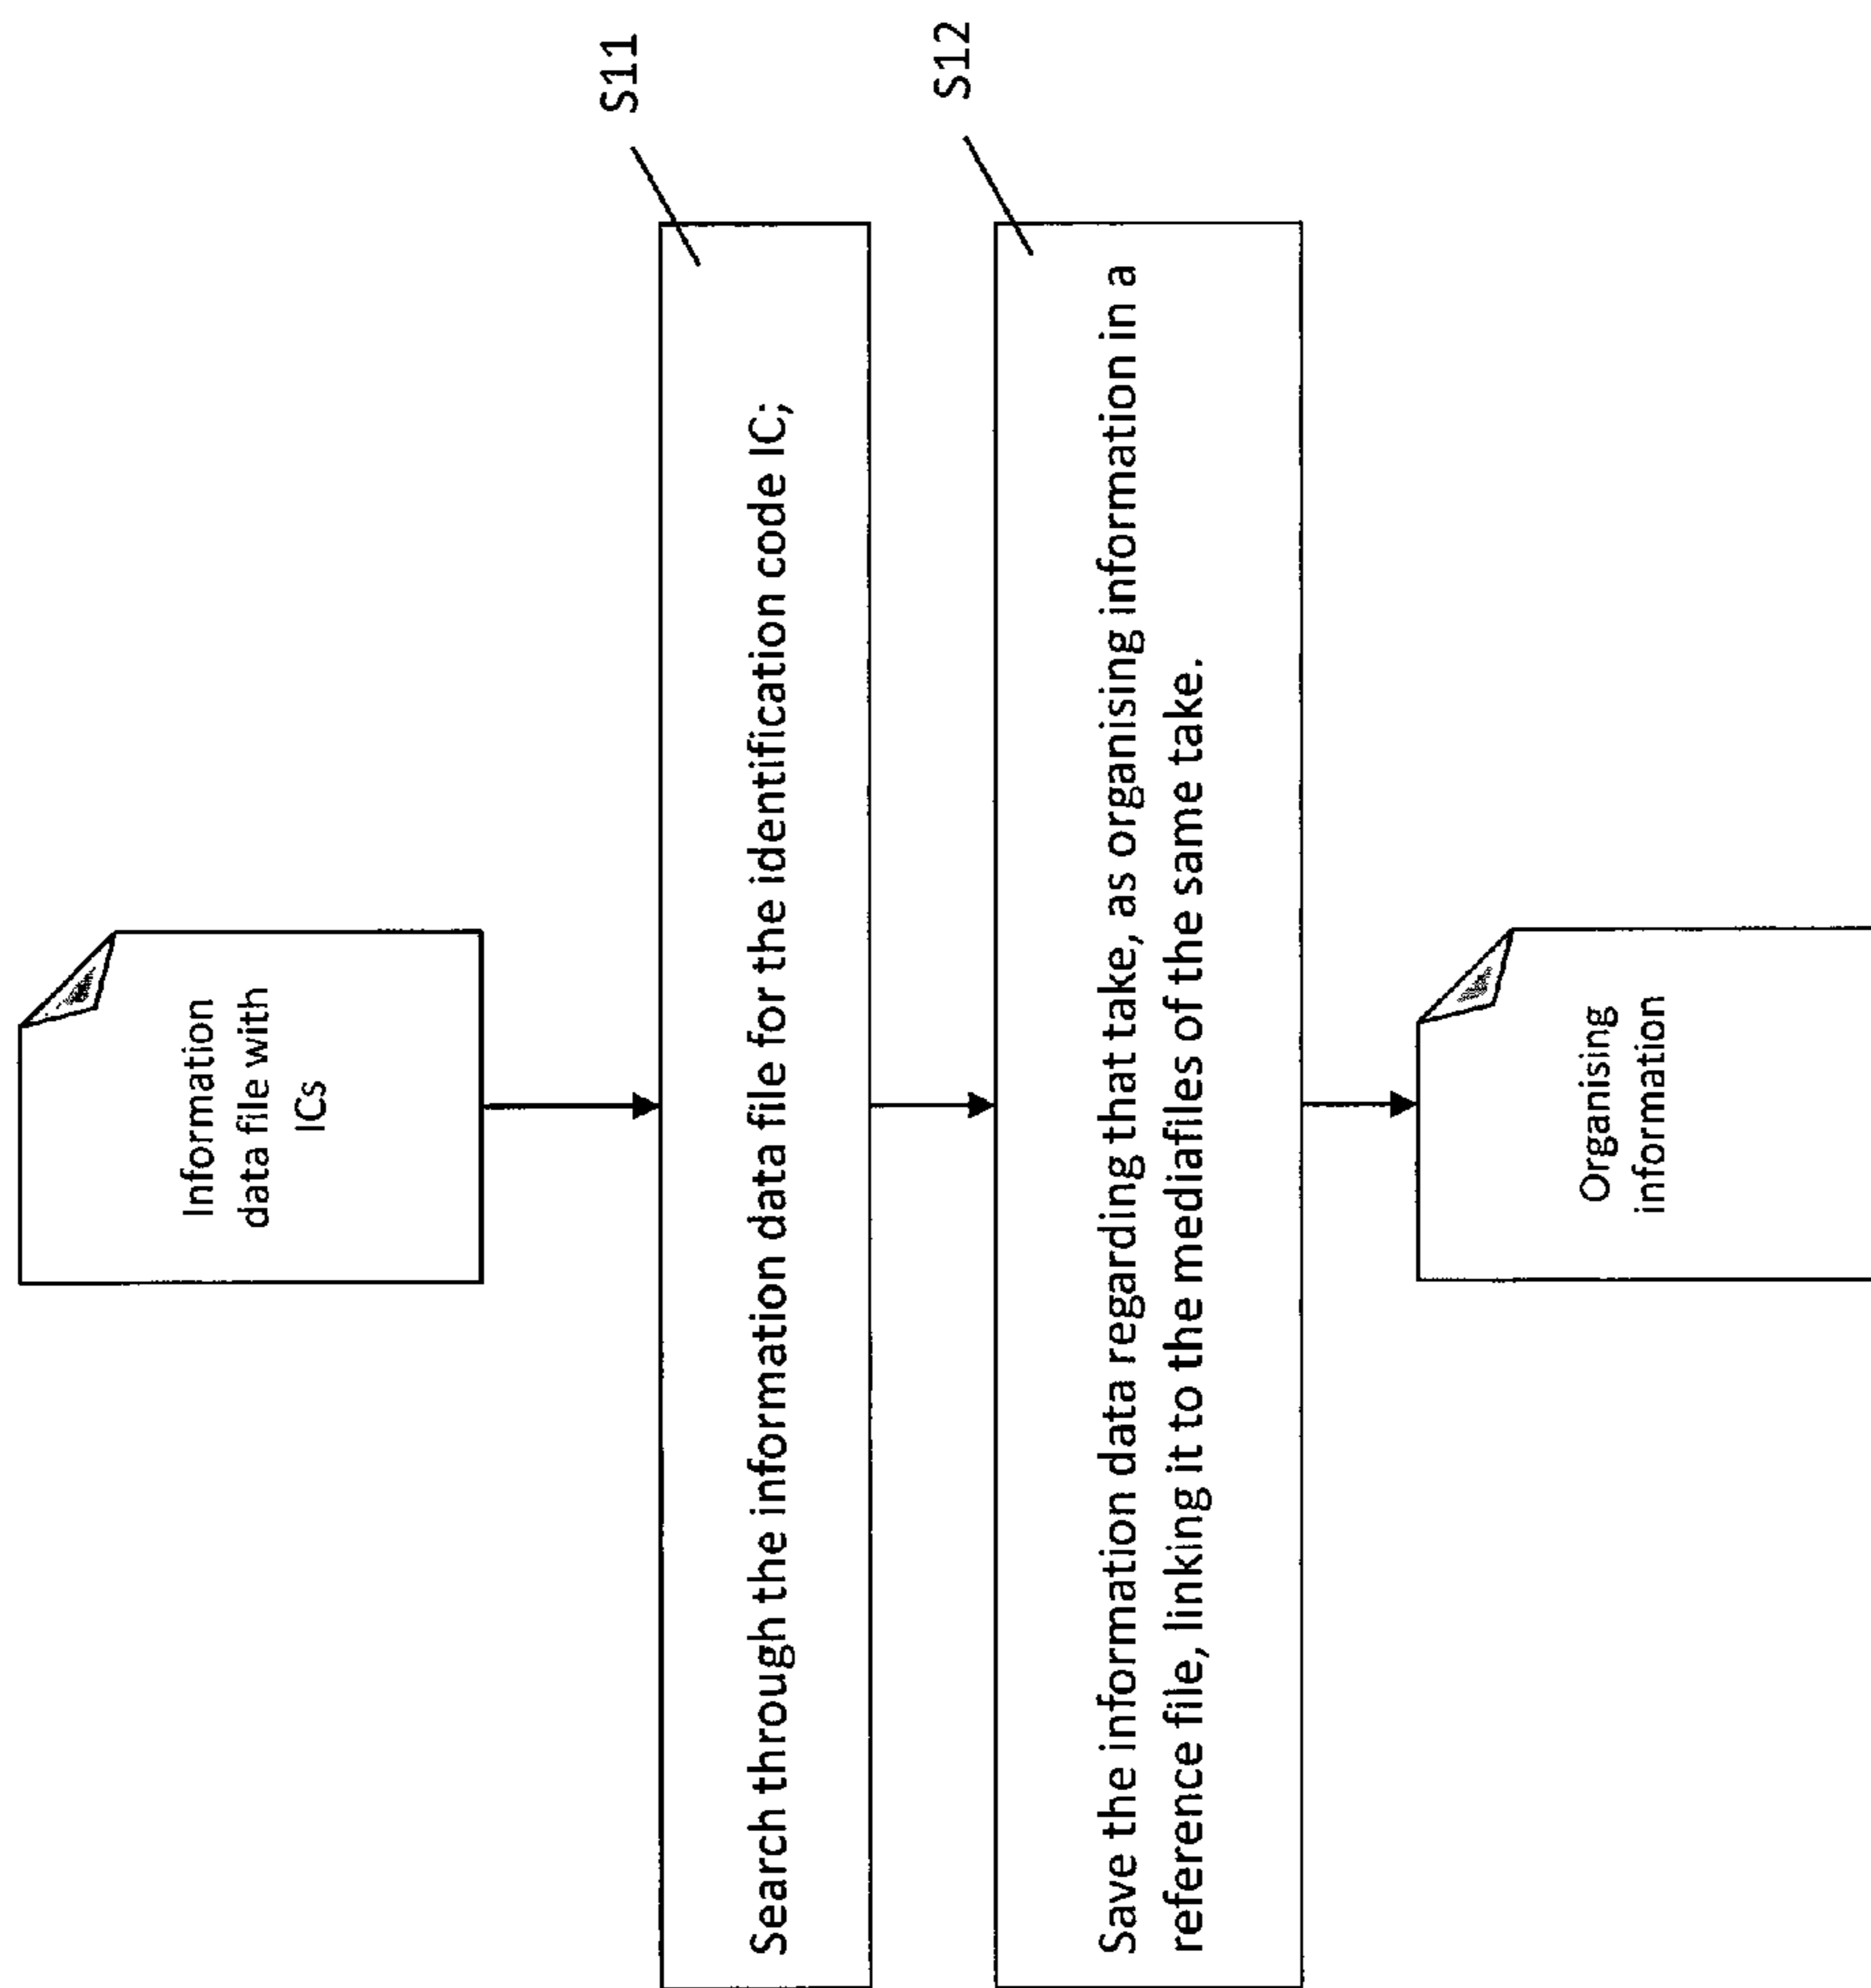 Information
data file with
ICs
S11
Search through the information data file for the identification code IC;
S12
Save the information data regarding that take, as organising information in a
reference file, linking it to the mediafiles of the same take.
Organising
information